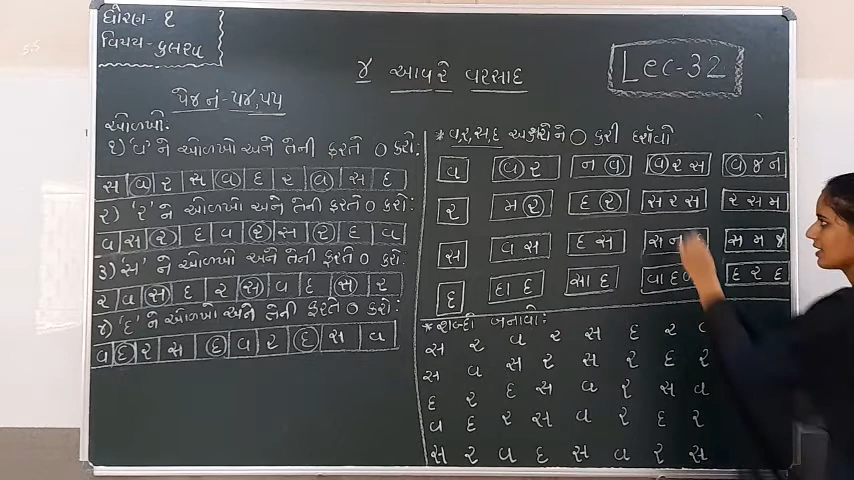 ધોરણ- ૧
વિષય- કુલરવ
૪ આવરે વરસાદ
Lec-32
પેજ નં- ૫૪,૫૫
ઓળખો:
૧) 'વ' ને ઓળખો અને તેની ફરતે ○ કરો:
સ વ ર સ વ દ ર વ સ દ
૨) 'ર' ને ઓળખો અને તેની ફરતે ○ કરો:
વ સ ર દ વ ર સ ર દ વ
૩) 'સ' ને ઓળખો અને તેની ફરતે ○ કરો:
ર વ સ દ ર સ વ દ સ ર
૪) 'દ' ને ઓળખો અને તેની ફરતે ○ કરો:
વ દ ર સ દ વ ર દ સ વ
* વ,ર,સ,દ અક્ષરોને ○ કરી દર્શાવો
વ વર નવ વરસ વજન
ર મર દર સરસ રસમ
સ વસ દસ સમજ
દ દાદ સાદ દરદ
* શબ્દો બનાવો:
સ ર વ ર સ દ ર
સ વ સ ર સ ર દ ર
દ ર દ સ વ ર સ વ
વ દ ર સ વ ર દ ર
સ ર વ દ સ વ ર સ